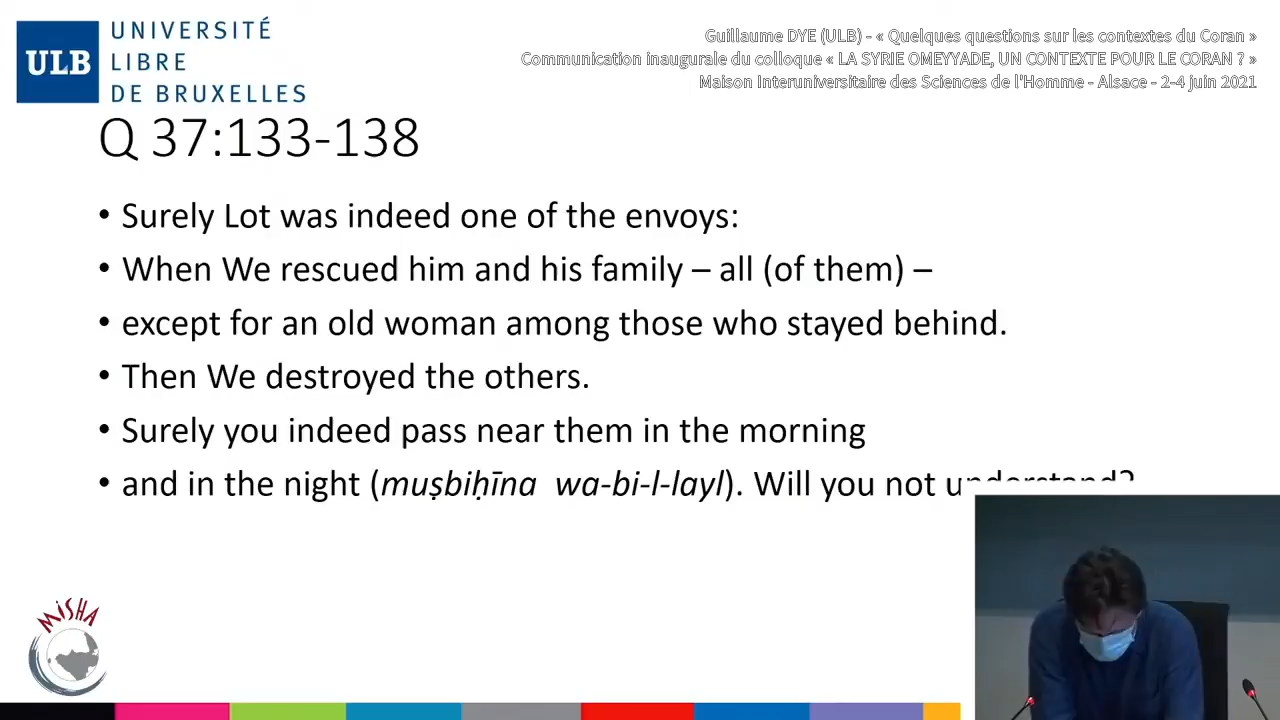 ULB
UNIVERSITÉ
LIBRE
DE BRUXELLES
Guillaume DYE (ULB) - « Quelques questions sur les contextes du Coran »
Communication inaugurale du colloque « LA SYRIE OMEYYADE, UN CONTEXTE POUR LE CORAN ? »
Maison Interuniversitaire des Sciences de l'Homme - Alsace - 2-4 juin 2021
Q 37:133-138
• Surely Lot was indeed one of the envoys:
• When We rescued him and his family – all (of them) –
• except for an old woman among those who stayed behind.
• Then We destroyed the others.
• Surely you indeed pass near them in the morning
• and in the night (muṣbiḥīna wa-bi-l-layl). Will you not understand?
MISHA